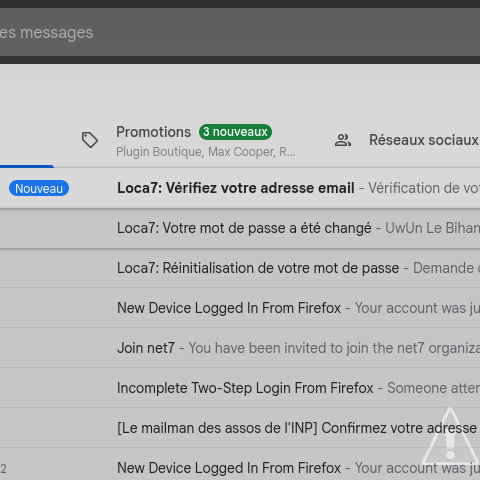 es messages
Promotions 3 nouveaux
Plugin Boutique, Max Cooper, R...
Réseaux sociaux
Nouveau Loca7: Vérifiez votre adresse email - Vérification de vo
Loca7: Votre mot de passe a été changé - UwUn Le Bihan
Loca7: Réinitialisation de votre mot de passe - Demande
New Device Logged In From Firefox - Your account was ju
Join net7 - You have been invited to join the net7 organiza
Incomplete Two-Step Login From Firefox - Someone atte
[Le mailman des assos de l'INP] Confirmez votre adresse
2 New Device Logged In From Firefox - Your account was ju